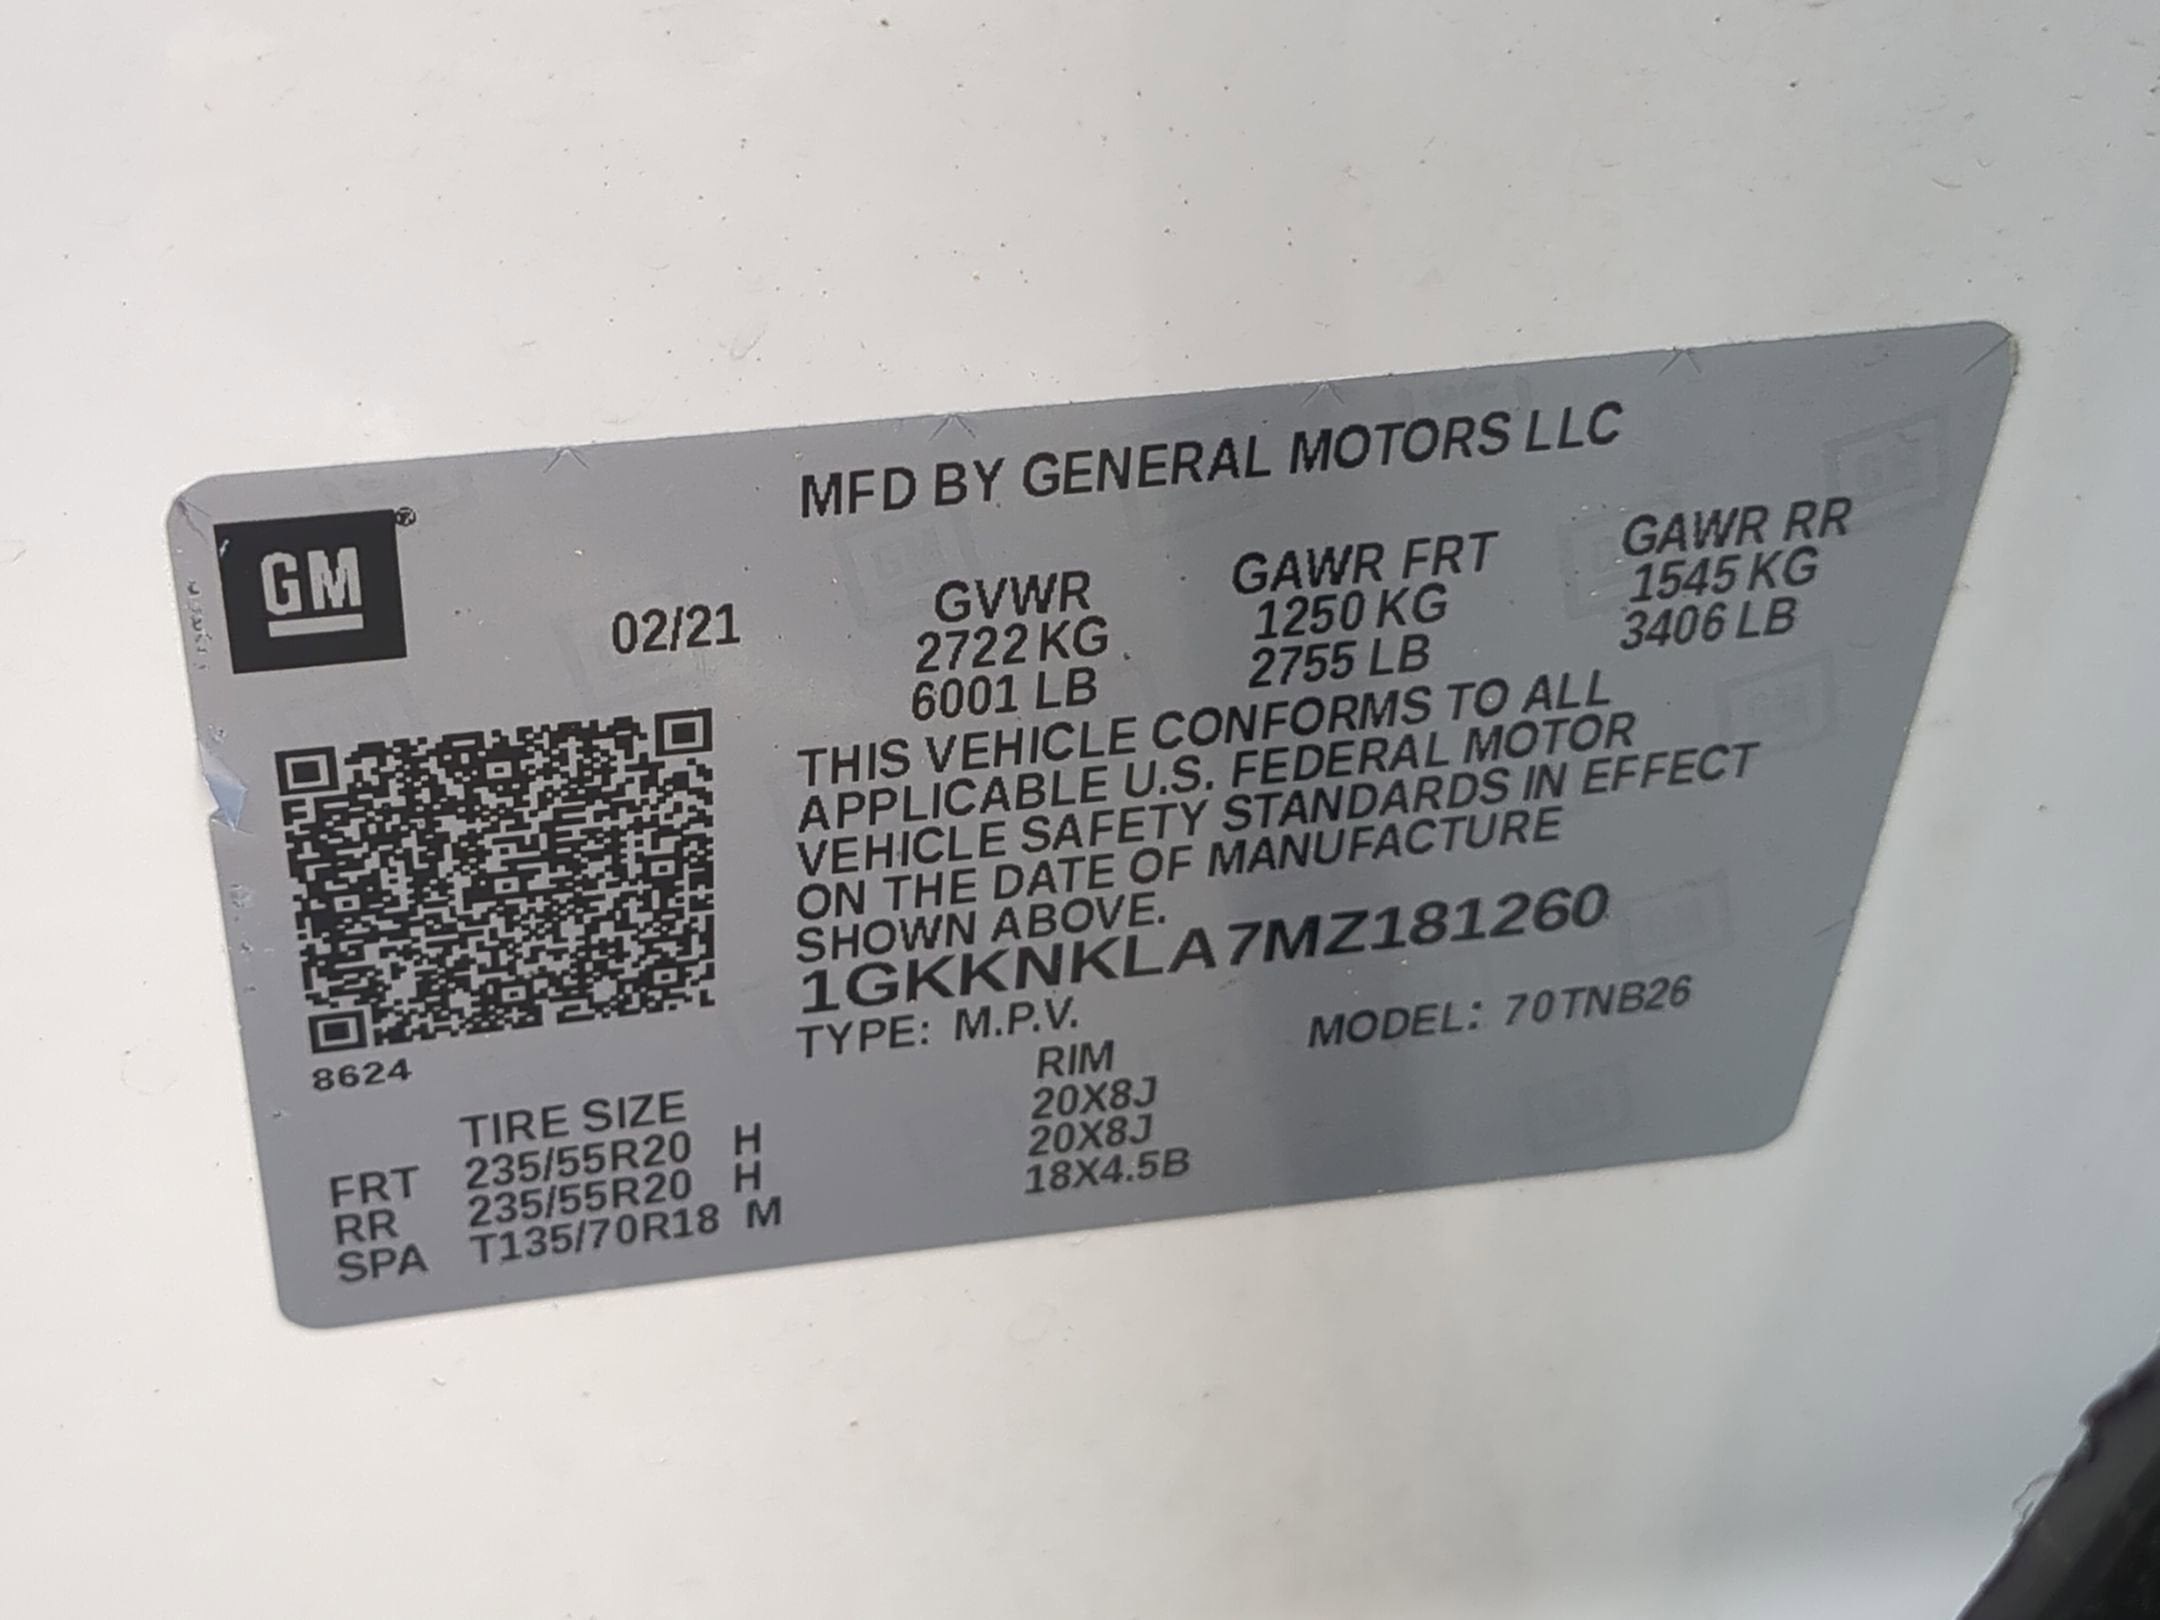 MFD BY GENERAL MOTORS LLC
GM®
02/21
GVWR GAWR FRT GAWR RR
2722 KG 1250 KG 1545 KG
6001 LB 2755 LB 3406 LB
THIS VEHICLE CONFORMS TO ALL
APPLICABLE U.S. FEDERAL MOTOR
VEHICLE SAFETY STANDARDS IN EFFECT
ON THE DATE OF MANUFACTURE
SHOWN ABOVE.
1GKKNKLA7MZ181260
TYPE: M.P.V. MODEL: 70TNB26
8624
TIRE SIZE RIM
FRT 235/55R20 H 20X8J
RR 235/55R20 H 20X8J
SPA T135/70R18 M 18X4.5B